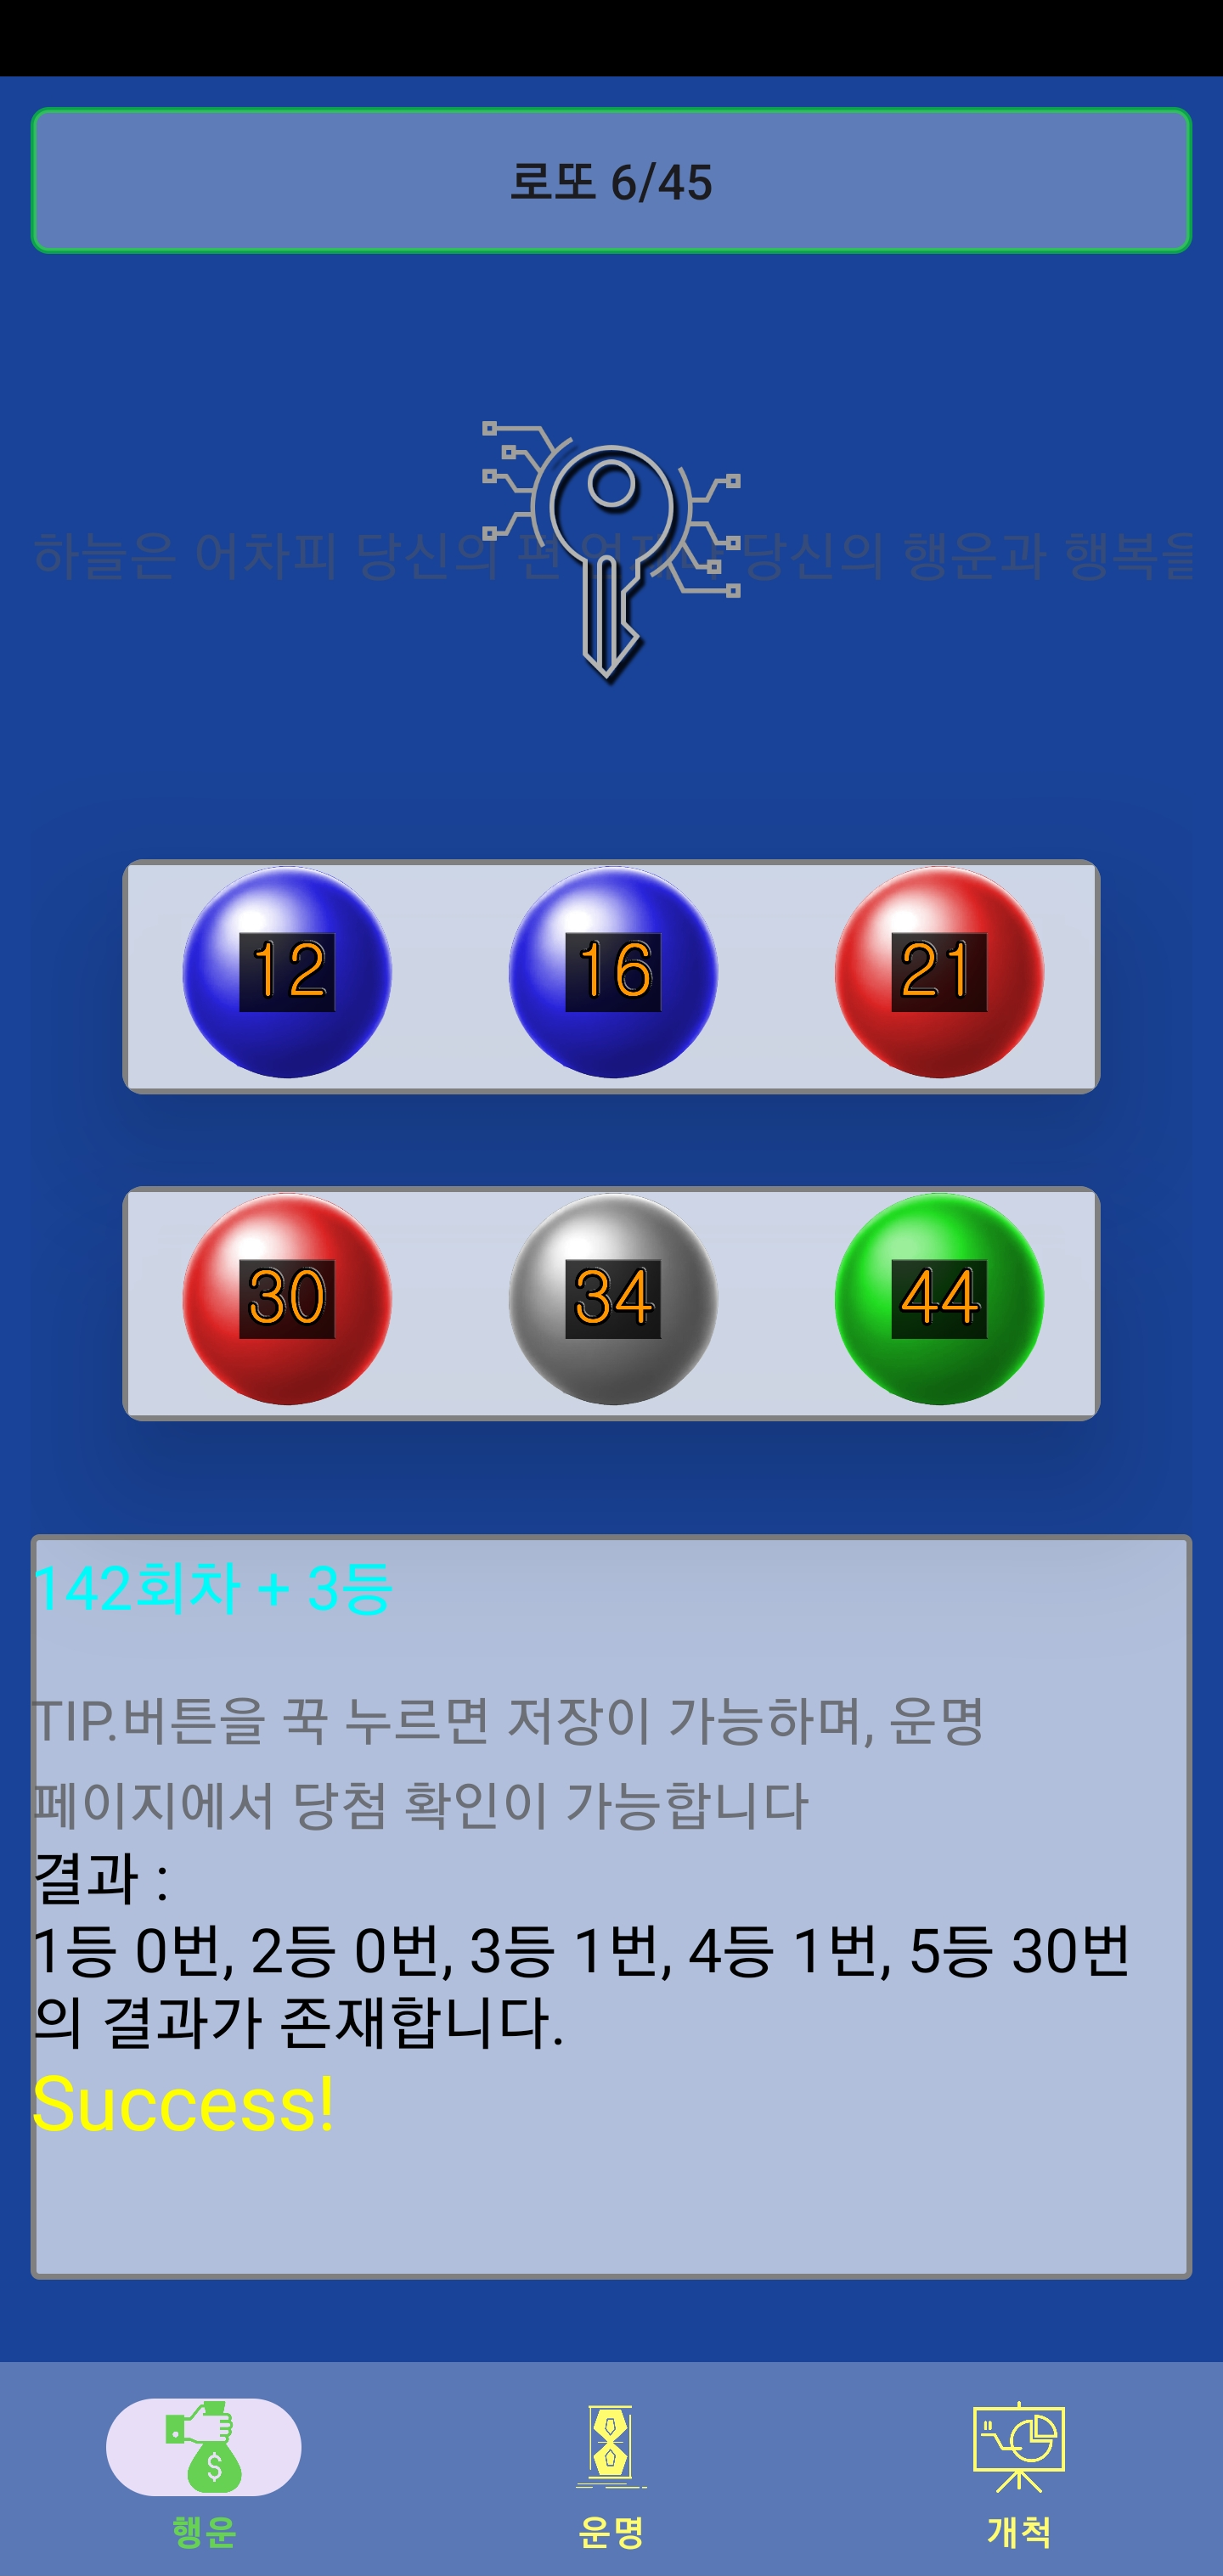 로또 6/45
하늘은 어차피 당신의 편 당신의 행운과 행복을
12 16 21
30 34 44
142회차 + 3등
TIP.버튼을 꾹 누르면 저장이 가능하며, 운명
페이지에서 당첨 확인이 가능합니다
결과 :
1등 0번, 2등 0번, 3등 1번, 4등 1번, 5등 30번
의 결과가 존재합니다.
Success!
행운 운명 개척